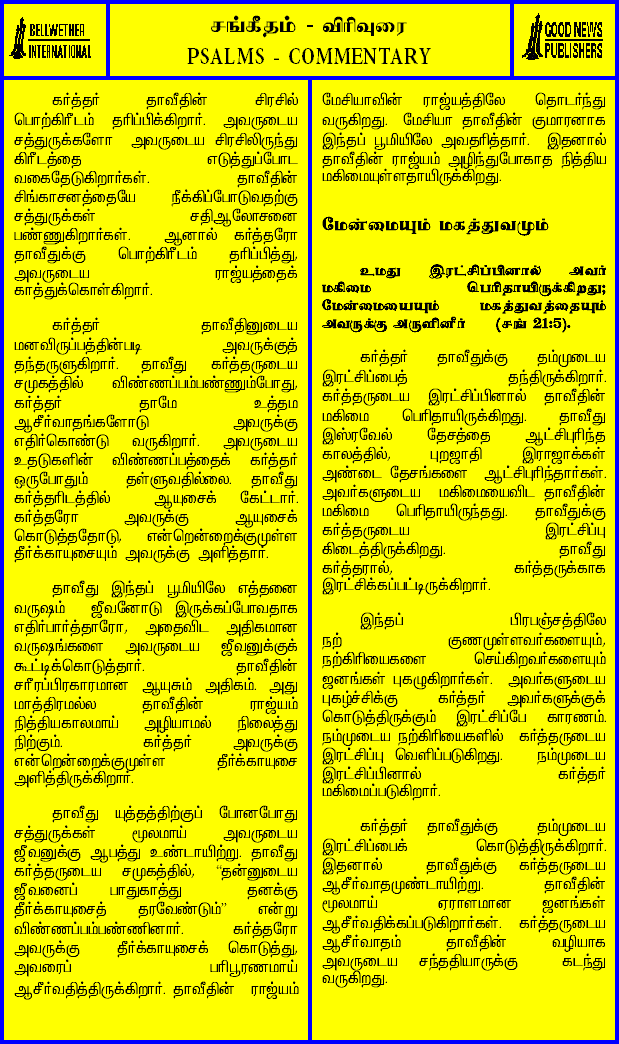 BELLWETHER
INTERNATIONAL
சங்கீதம் - விரிவுரை
PSALMS - COMMENTARY
GOOD NEWS
PUBLISHERS
கர்த்தர் தாவீதின் சிரசில்
பொற்கிரீடம் தரிப்பிக்கிறார். அவருடைய
சத்துருக்களோ அவருடைய சிரசிலிருந்து
கிரீடத்தை எடுத்துப்போட
வகைதேடுகிறார்கள். தாவீதின்
சிங்காசனத்தையே நீக்கிப்போடுவதற்கு
சத்துருக்கள் சதிஆலோசனை
பண்ணுகிறார்கள். ஆனால் கர்த்தரோ
தாவீதுக்கு பொற்கிரீடம் தரிப்பித்து,
அவருடைய ராஜ்யத்தைக்
காத்துக்கொள்கிறார்.
கர்த்தர் தாவீதினுடைய
மனவிருப்பத்தின்படி அவருக்குத்
தந்தருளுகிறார். தாவீது கர்த்தருடைய
சமுகத்தில் விண்ணப்பம்பண்ணும்போது,
கர்த்தர் தாமே உத்தம
ஆசீர்வாதங்களோடு அவருக்கு
எதிர்கொண்டு வருகிறார். அவருடைய
உதடுகளின் விண்ணப்பத்தைக் கர்த்தர்
ஒருபோதும் தள்ளுவதில்லை. தாவீது
கர்த்தரிடத்தில் ஆயுசைக் கேட்டார்.
கர்த்தரோ அவருக்கு ஆயுசைக்
கொடுத்ததோடு, என்றென்றைக்குமுள்ள
தீர்க்காயுசையும் அவருக்கு அளித்தார்.
தாவீது இந்தப் பூமியிலே எத்தனை
வருஷம் ஜீவனோடு இருக்கப்போவதாக
எதிர்பார்த்தாரோ, அதைவிட அதிகமான
வருஷங்களை அவருடைய ஜீவனுக்குக்
கூட்டிக்கொடுத்தார். தாவீதின்
சரீரப்பிரகாரமான ஆயுசும் அதிகம். அது
மாத்திரமல்ல தாவீதின் ராஜ்யம்
நித்தியகாலமாய் அழியாமல் நிலைத்து
நிற்கும். கர்த்தர் அவருக்கு
என்றென்றைக்குமுள்ள தீர்க்காயுசை
அளித்திருக்கிறார்.
தாவீது யுத்தத்திற்குப் போனபோது
சத்துருக்கள் மூலமாய் அவருடைய
ஜீவனுக்கு ஆபத்து உண்டாயிற்று. தாவீது
கர்த்தருடைய சமுகத்தில், “தன்னுடைய
ஜீவனைப் பாதுகாத்து தனக்கு
தீர்க்காயுசைத் தரவேண்டும்” என்று
விண்ணப்பம்பண்ணினார். கர்த்தரோ
அவருக்கு தீர்க்காயுசைக் கொடுத்து,
அவரைப் பரிபூரணமாய்
ஆசீர்வதித்திருக்கிறார். தாவீதின் ராஜ்யம்
மேசியாவின் ராஜ்யத்திலே தொடர்ந்து
வருகிறது. மேசியா தாவீதின் குமாரனாக
இந்தப் பூமியிலே அவதரித்தார். இதனால்
தாவீதின் ராஜ்யம் அழிந்துபோகாத நித்திய
மகிமையுள்ளதாயிருக்கிறது.
மேன்மையும் மகத்துவமும்
உமது இரட்சிப்பினால் அவர்
மகிமை பெரிதாயிருக்கிறது;
மேன்மையையும் மகத்துவத்தையும்
அவருக்கு அருளினீர் (சங் 21:5).
கர்த்தர் தாவீதுக்கு தம்முடைய
இரட்சிப்பைத் தந்திருக்கிறார்.
கர்த்தருடைய இரட்சிப்பினால் தாவீதின்
மகிமை பெரிதாயிருக்கிறது. தாவீது
இஸ்ரவேல் தேசத்தை ஆட்சிபுரிந்த
காலத்தில், புறஜாதி இராஜாக்கள்
அண்டை தேசங்களை ஆட்சிபுரிந்தார்கள்.
அவர்களுடைய மகிமையைவிட தாவீதின்
மகிமை பெரிதாயிருந்தது. தாவீதுக்கு
கர்த்தருடைய இரட்சிப்பு
கிடைத்திருக்கிறது. தாவீது
கர்த்தரால், கர்த்தருக்காக
இரட்சிக்கப்பட்டிருக்கிறார்.
இந்தப் பிரபஞ்சத்திலே
நற் குணமுள்ளவர்களையும்,
நற்கிரியைகளை செய்கிறவர்களையும்
ஜனங்கள் புகழுகிறார்கள். அவர்களுடைய
புகழ்ச்சிக்கு கர்த்தர் அவர்களுக்குக்
கொடுத்திருக்கும் இரட்சிப்பே காரணம்.
நம்முடைய நற்கிரியைகளில் கர்த்தருடைய
இரட்சிப்பு வெளிப்படுகிறது. நம்முடைய
இரட்சிப்பினால் கர்த்தர்
மகிமைப்படுகிறார்.
கர்த்தர் தாவீதுக்கு தம்முடைய
இரட்சிப்பைக் கொடுத்திருக்கிறார்.
இதனால் தாவீதுக்கு கர்த்தருடைய
ஆசீர்வாதமுண்டாயிற்று. தாவீதின்
மூலமாய் ஏராளமான ஜனங்கள்
ஆசீர்வதிக்கப்படுகிறார்கள். கர்த்தருடைய
ஆசீர்வாதம் தாவீதின் வழியாக
அவருடைய சந்ததியாருக்கு கடந்து
வருகிறது.